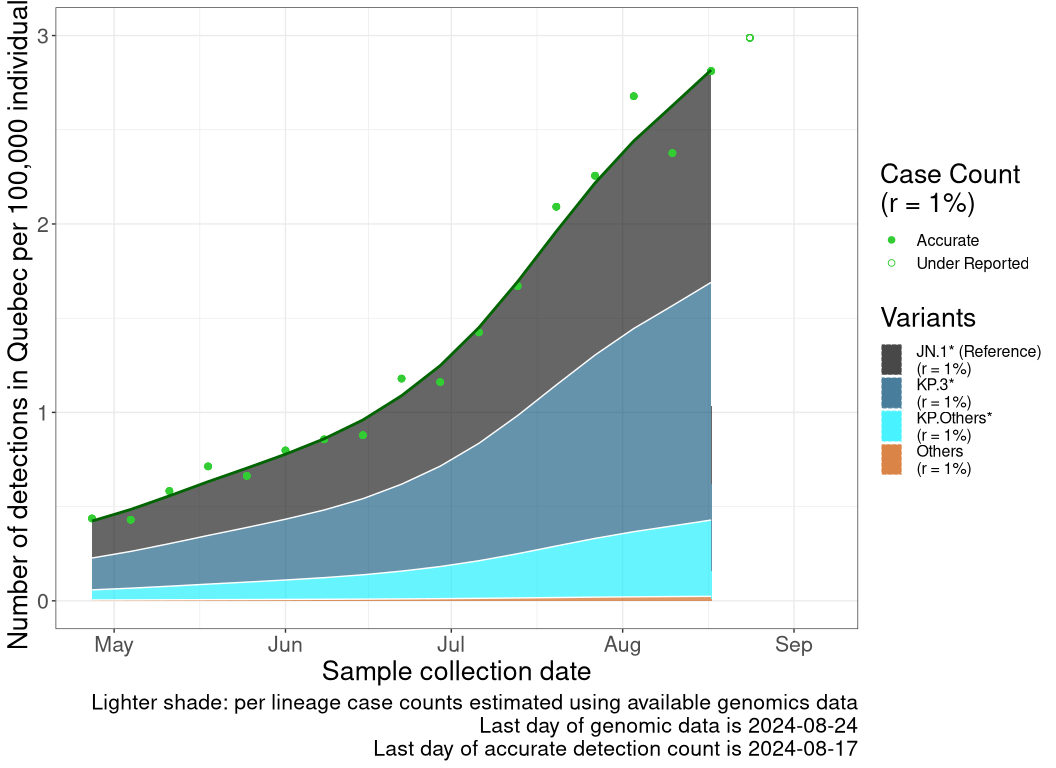 Number of detections in Quebec per 100,000 individual
3
2
1
0
May Jun Jul Aug Sep
Sample collection date
Lighter shade: per lineage case counts estimated using available genomics data
Last day of genomic data is 2024-08-24
Last day of accurate detection count is 2024-08-17
Case Count
(r = 1%)
Accurate
Under Reported
Variants
JN.1* (Reference)
(r = 1%)
KP.3*
(r = 1%)
KP.Others*
(r = 1%)
Others
(r = 1%)